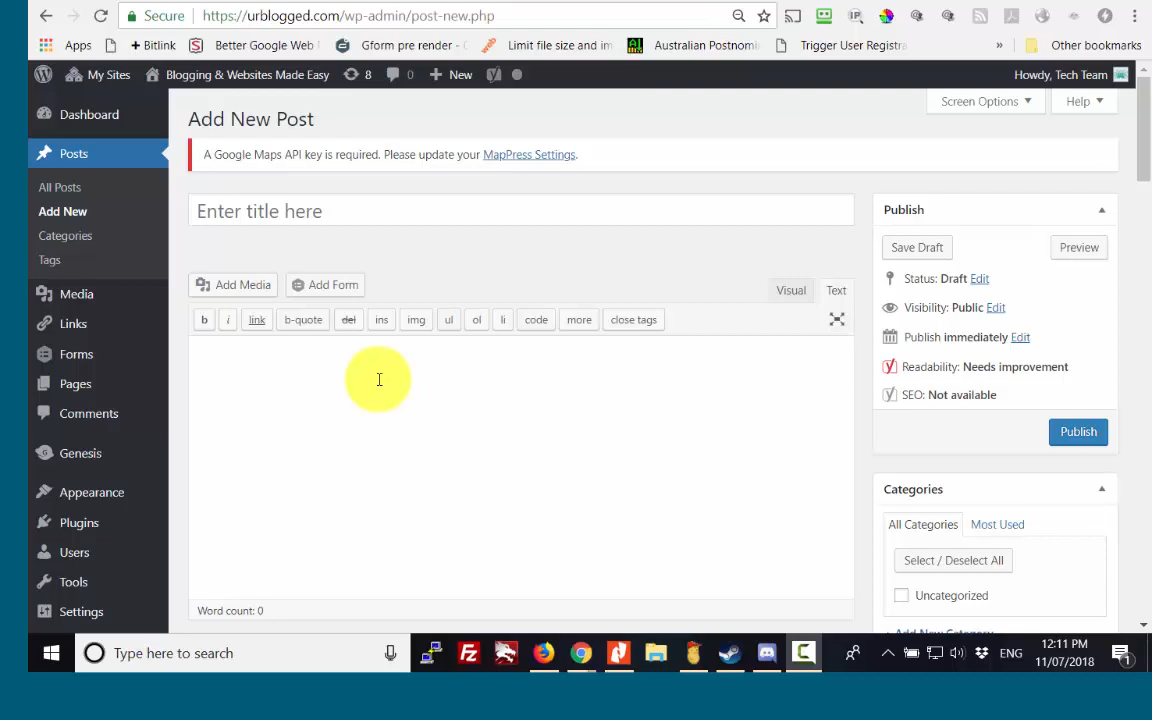 Secure https://urblogged.com/wp-admin/post-new.php
Apps Bitlink Better Google Web Gform pre render - Limit file size and im Australian Postnomi Trigger User Registra » Other bookmarks
My Sites Blogging & Websites Made Easy 8 0 New Howdy, Tech Team
Screen Options Help
Dashboard
Add New Post
Posts
A Google Maps API key is required. Please update your MapPress Settings.
All Posts
Add New
Categories
Tags
Media
Links
Forms
Pages
Comments
Genesis
Appearance
Plugins
Users
Tools
Settings
Enter title here
Add Media Add Form Visual Text
b i link b-quote del ins img ul ol li code more close tags
Word count: 0
Publish
Save Draft Preview
Status: Draft Edit
Visibility: Public Edit
Publish immediately Edit
Readability: Needs improvement
SEO: Not available
Publish
Categories
All Categories Most Used
Select / Deselect All
Uncategorized
+ Add New Category
Type here to search ENG 12:11 PM
11/07/2018 1